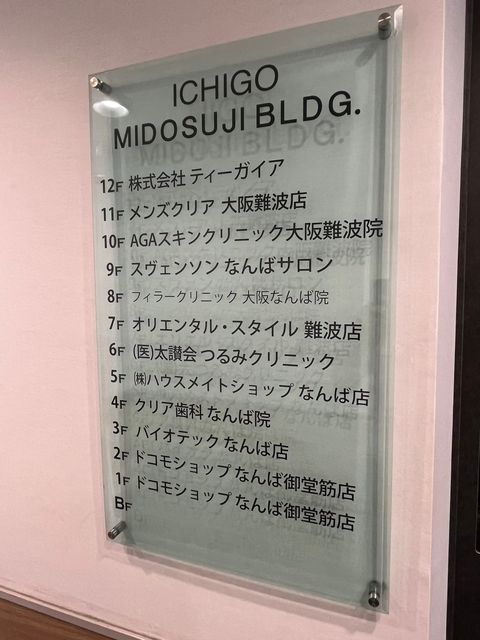 ICHIGO
MIDOSUJI BLDG.
12F 株式会社 ティーガイア
11F メンズクリア 大阪難波店
10F AGAスキンクリニック大阪難波院
9F スヴェンソン なんばサロン
8F フィラークリニック 大阪なんば院
7F オリエンタル・スタイル 難波店
6F (医)太讃会 つるみクリニック
5F ㈱ハウスメイトショップ なんば店
4F クリア歯科 なんば院
3F バイオテック なんば店
2F ドコモショップ なんば御堂筋店
1F ドコモショップ なんば御堂筋店
BF